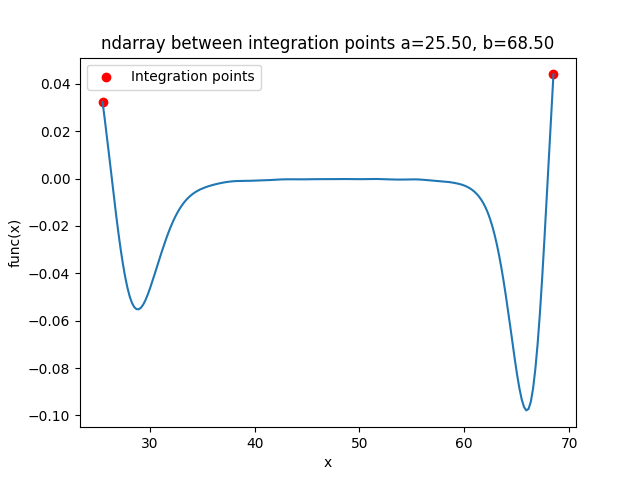 ndarray between integration points a=25.50, b=68.50
Integration points
0.04
0.02
0.00
−0.02
−0.04
−0.06
−0.08
−0.10
func(x)
30 40 50 60 70
x